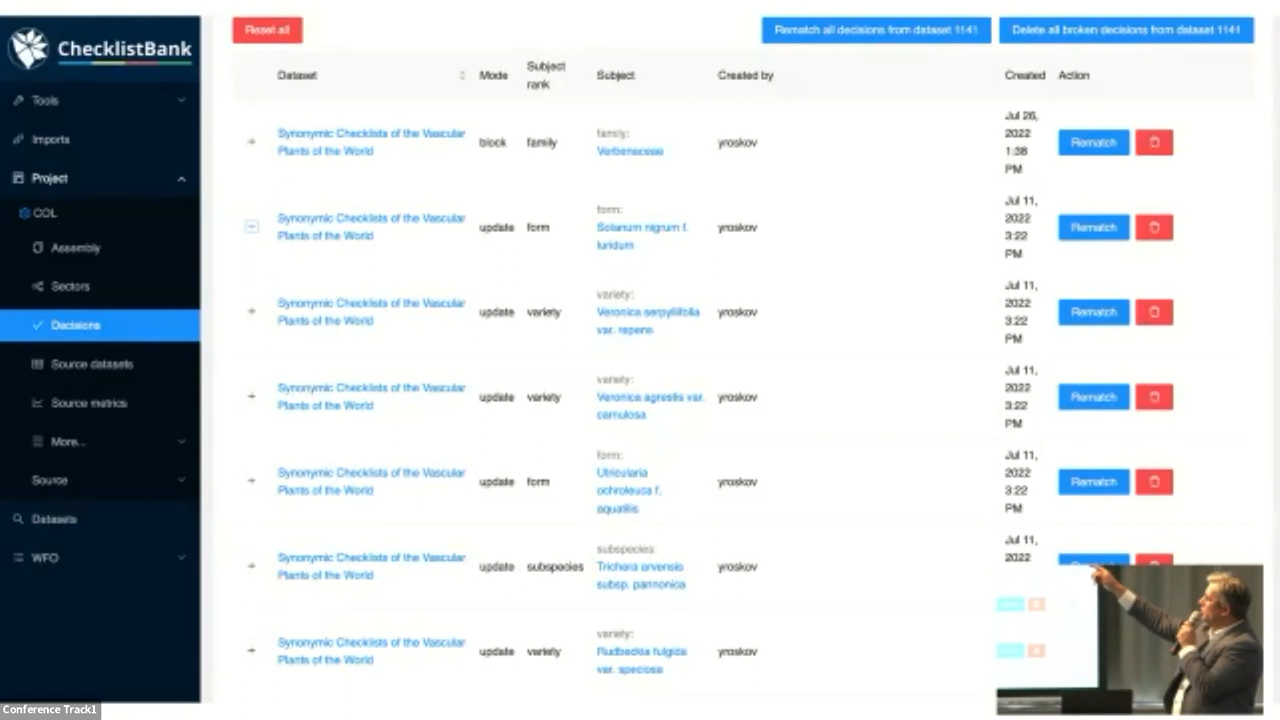 ChecklistBank
Tools
Imports
Project
COL
Assembly
Sectors
Decisions
Source datasets
Source metrics
More...
Source
Datasets
WFO
Reset all
Rematch all decisions from dataset 1141
Delete all broken decisions from dataset 1141
Dataset Mode Subject rank Subject Created by Created Action
Synonymic Checklists of the Vascular
Plants of the World
block family
family:
Verbenaceae
yroskov
Jul 26,
2022
1:38
PM
Rematch
Synonymic Checklists of the Vascular
Plants of the World
update form
form:
Solanum nigrum f.
luridum
yroskov
Jul 11,
2022
3:22
PM
Rematch
Synonymic Checklists of the Vascular
Plants of the World
update variety
variety:
Veronica serpyllifolia
var. repens
yroskov
Jul 11,
2022
3:22
PM
Rematch
Synonymic Checklists of the Vascular
Plants of the World
update variety
variety:
Veronica agrestis var.
carnulosa
yroskov
Jul 11,
2022
3:22
PM
Rematch
Synonymic Checklists of the Vascular
Plants of the World
update form
form:
Utricularia
ochroleuca f.
aquatilis
yroskov
Jul 11,
2022
3:22
PM
Rematch
Synonymic Checklists of the Vascular
Plants of the World
update subspecies
subspecies:
Trichera arvensis
subsp. pannonica
yroskov
Jul 11,
2022
Synonymic Checklists of the Vascular
Plants of the World
update variety
variety:
Rudbeckia fulgida
var. speciosa
yroskov
Conference Track1